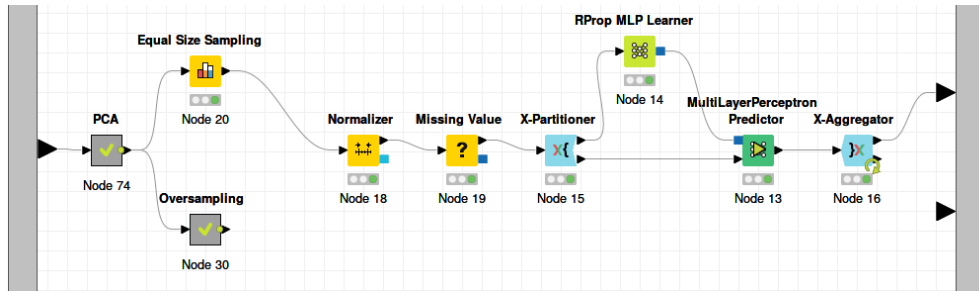 RProp MLP Learner
Equal Size Sampling
Node 14
Node 20
MultiLayerPerceptron
PCA
Normalizer
Missing Value
X-Partitioner
Predictor
X-Aggregator
?
X{
}X
Node 74
Node 18
Node 19
Node 15
Node 13
Node 16
Oversampling
Node 30